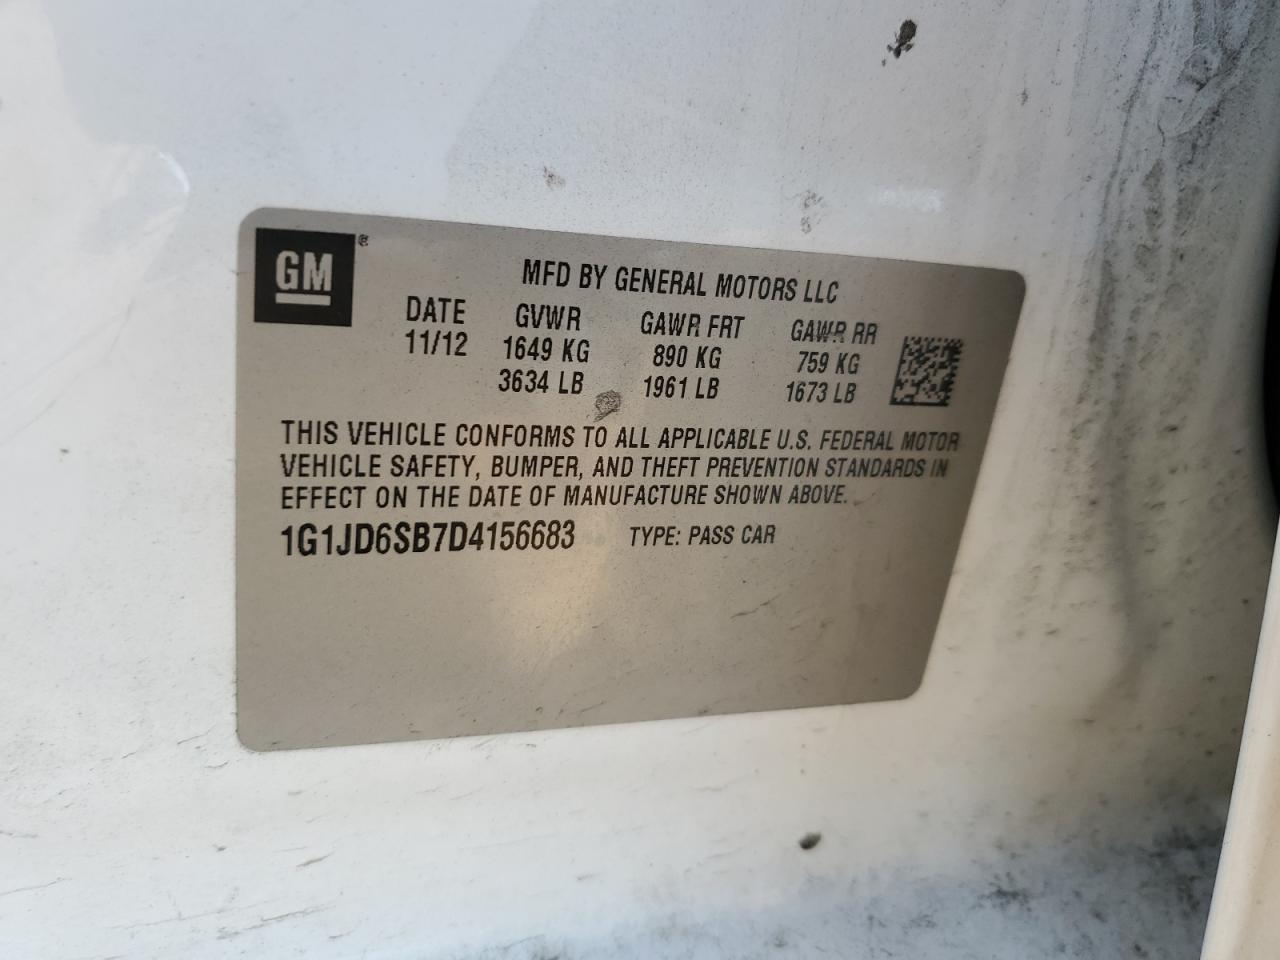 GM®
MFD BY GENERAL MOTORS LLC
DATE GVWR GAWR FRT GAWR RR
11/12 1649 KG 890 KG 759 KG
3634 LB 1961 LB 1673 LB
THIS VEHICLE CONFORMS TO ALL APPLICABLE U.S. FEDERAL MOTOR
VEHICLE SAFETY, BUMPER, AND THEFT PREVENTION STANDARDS IN
EFFECT ON THE DATE OF MANUFACTURE SHOWN ABOVE.
1G1JD6SB7D4156683 TYPE: PASS CAR